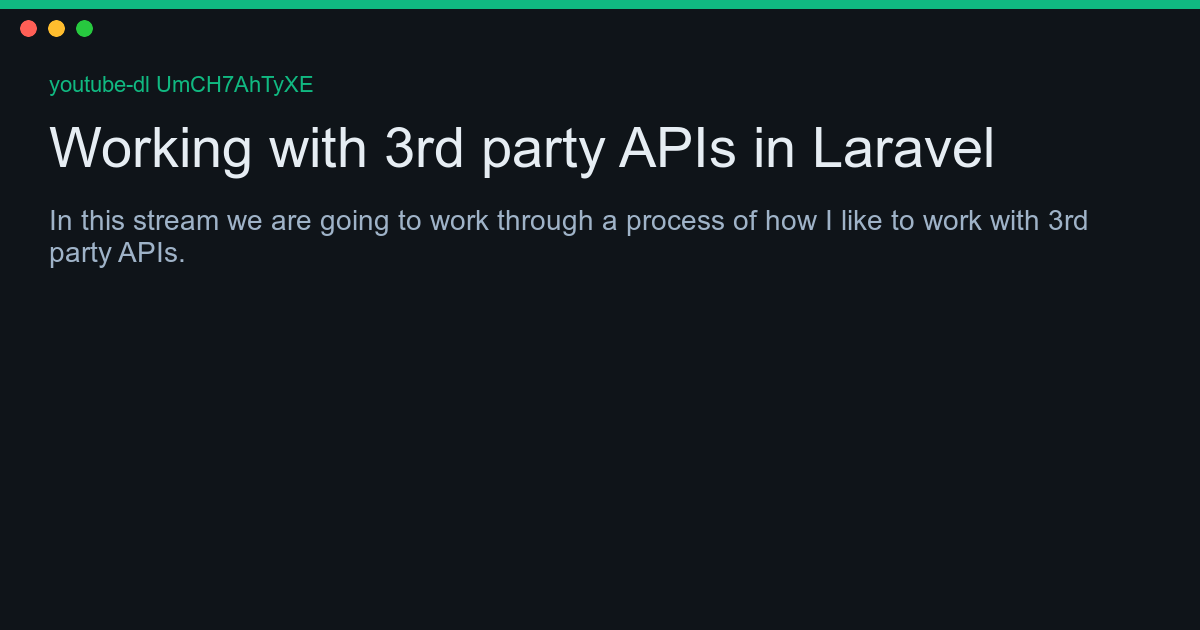 youtube-dl UmCH7AhTyXE
Working with 3rd party APIs in Laravel
In this stream we are going to work through a process of how I like to work with 3rd
party APIs.